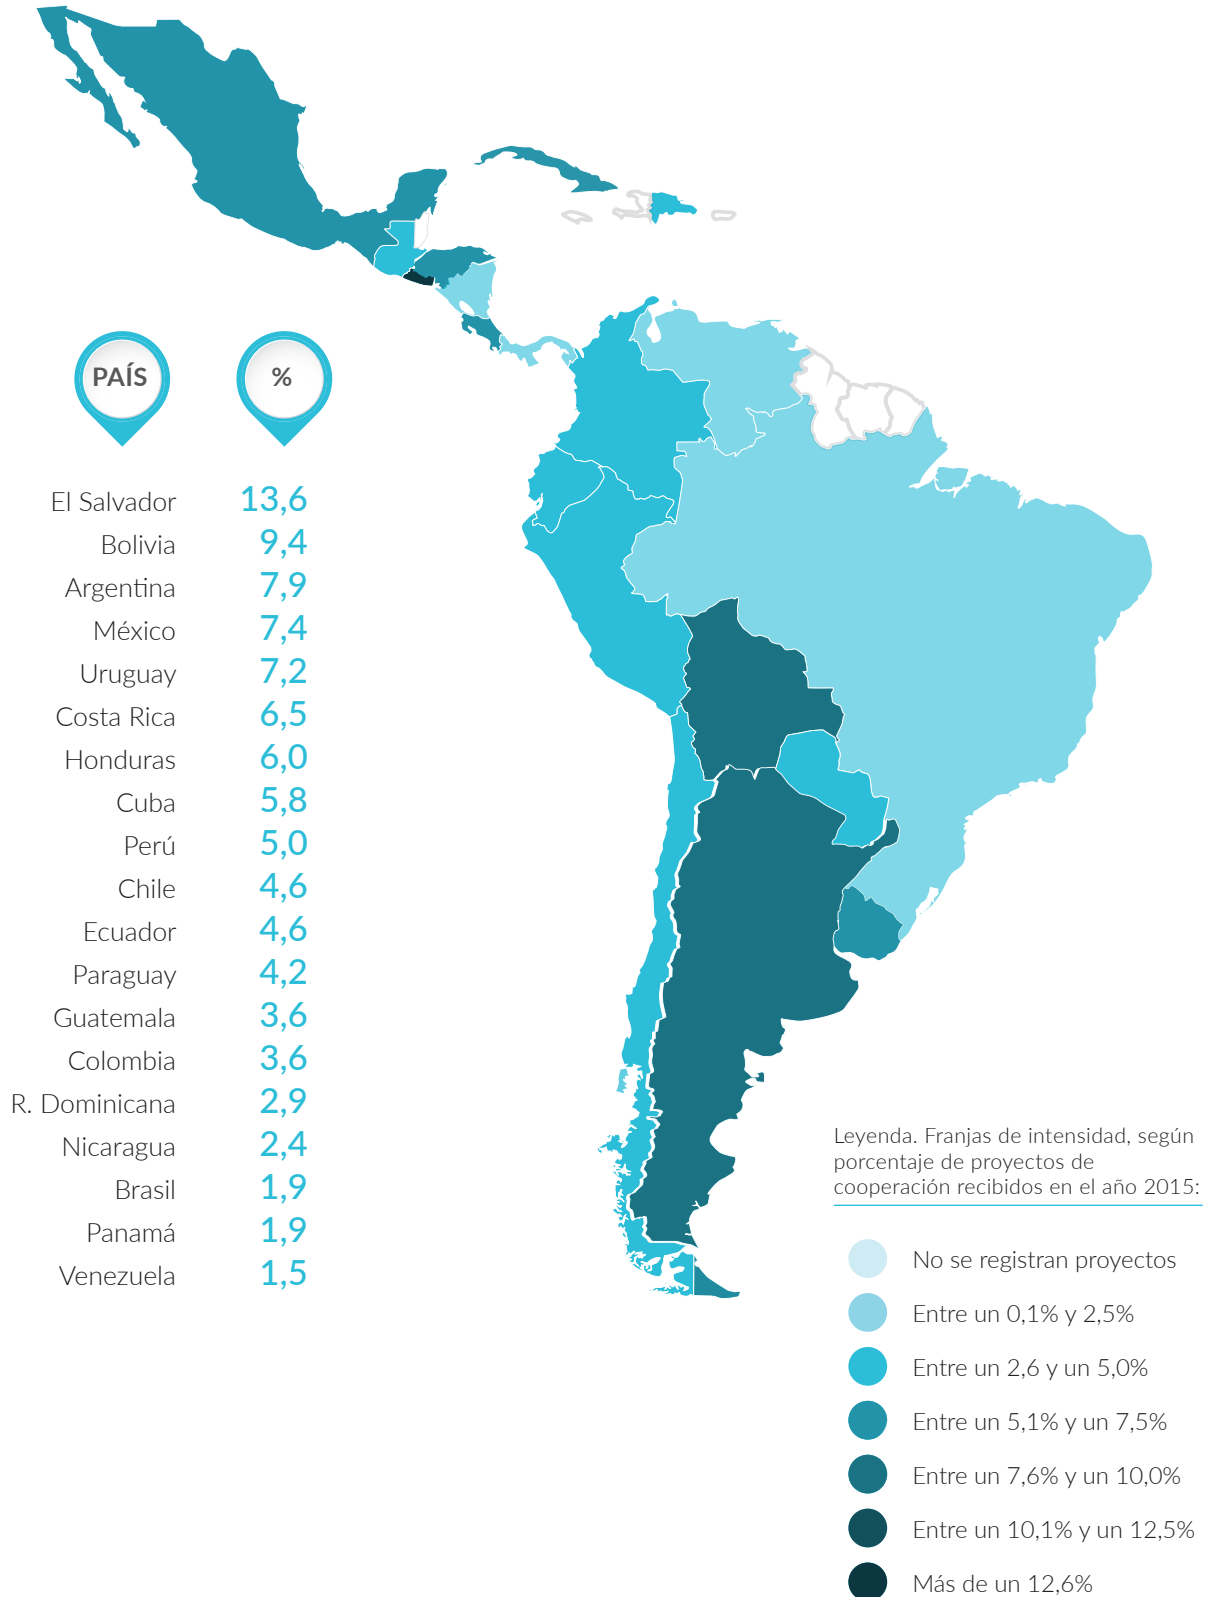 PAÍS %
El Salvador 13,6
Bolivia 9,4
Argentina 7,9
México 7,4
Uruguay 7,2
Costa Rica 6,5
Honduras 6,0
Cuba 5,8
Perú 5,0
Chile 4,6
Ecuador 4,6
Paraguay 4,2
Guatemala 3,6
Colombia 3,6
R. Dominicana 2,9
Nicaragua 2,4
Brasil 1,9
Panamá 1,9
Venezuela 1,5
Leyenda. Franjas de intensidad, según
porcentaje de proyectos de
cooperación recibidos en el año 2015:
No se registran proyectos
Entre un 0,1% y 2,5%
Entre un 2,6 y un 5,0%
Entre un 5,1% y un 7,5%
Entre un 7,6% y un 10,0%
Entre un 10,1% y un 12,5%
Más de un 12,6%